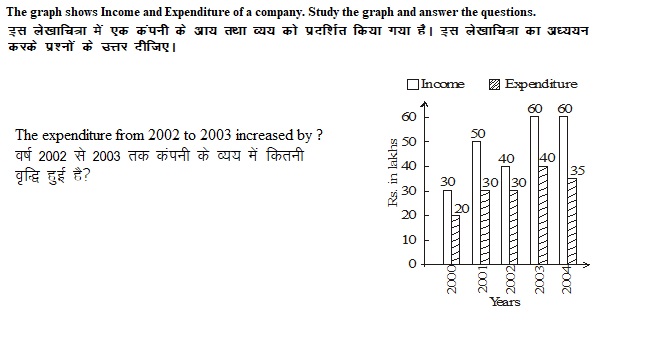 The graph shows Income and Expenditure of a company. Study the graph and answer the questions.
इस लेखाचित्रा में एक कंपनी के आय तथा व्यय को प्रदर्शित किया गया है। इस लेखाचित्रा का अध्ययन
करके प्रश्नों के उत्तर दीजिए।
The expenditure from 2002 to 2003 increased by ?
वर्ष 2002 से 2003 तक कंपनी के व्यय में कितनी
वृद्धि हुई है?
Income Expenditure
Rs. in lakhs
60
50
40
30
20
10
0
30 20
50 30
40 30
60 40
60 35
2000 2001 2002 2003 2004
Years